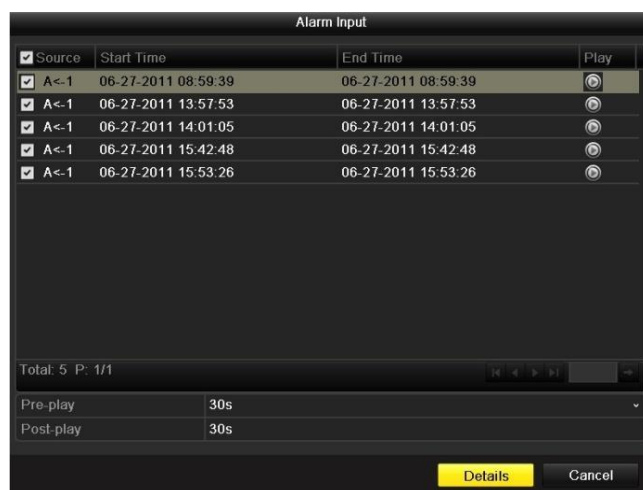 Alarm Input
Source Start Time End Time Play
A<-1 06-27-2011 08:59:39 06-27-2011 08:59:39
A<-1 06-27-2011 13:57:53 06-27-2011 13:57:53
A<-1 06-27-2011 14:01:05 06-27-2011 14:01:05
A<-1 06-27-2011 15:42:48 06-27-2011 15:42:48
A<-1 06-27-2011 15:53:26 06-27-2011 15:53:26
Total: 5 P: 1/1
Pre-play 30s
Post-play 30s
Details Cancel